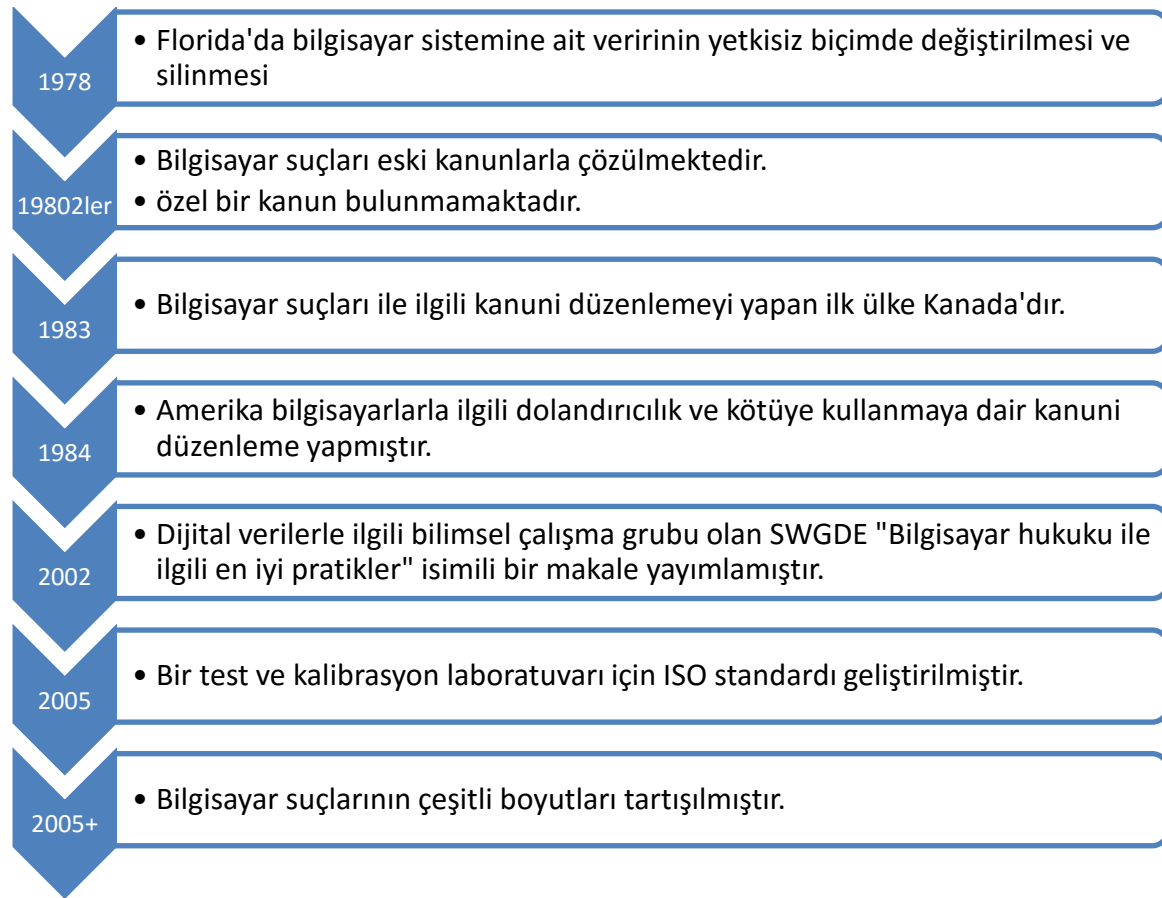 1978
• Florida'da bilgisayar sistemine ait veririnin yetkisiz biçimde değiştirilmesi ve
silinmesi
19802ler
• Bilgisayar suçları eski kanunlarla çözülmektedir.
• özel bir kanun bulunmamaktadır.
1983
• Bilgisayar suçları ile ilgili kanuni düzenlemeyi yapan ilk ülke Kanada'dır.
1984
• Amerika bilgisayarlarla ilgili dolandırıcılık ve kötüye kullanmaya dair kanuni
düzenleme yapmıştır.
2002
• Dijital verilerle ilgili bilimsel çalışma grubu olan SWGDE "Bilgisayar hukuku ile
ilgili en iyi pratikler" isimili bir makale yayımlamıştır.
2005
• Bir test ve kalibrasyon laboratuvarı için ISO standardı geliştirilmiştir.
2005+
• Bilgisayar suçlarının çeşitli boyutları tartışılmıştır.